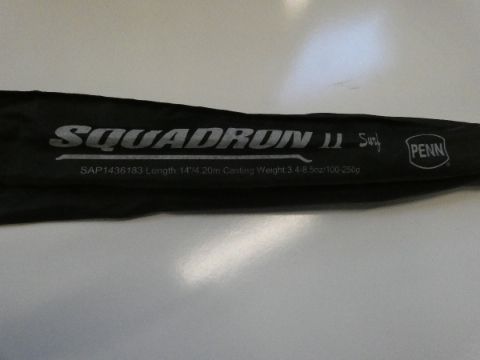 SQUADRON II Surf PENN
SAP1436183 Length: 14"/4.20m Casting Weight:3.4-8.5oz/100-250g